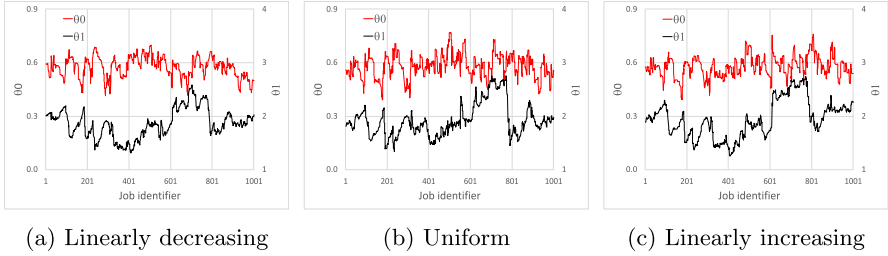 0.9
0.6
0.3
0.0
θ0
θ0
θ1
4
3
2
1
θ1
1 201 401 601 801 1001
Job identifier
(a) Linearly decreasing
0.9
0.6
0.3
0.0
θ0
θ0
θ1
4
3
2
1
θ1
1 201 401 601 801 1001
Job identifier
(b) Uniform
0.9
0.6
0.3
0.0
θ0
θ0
θ1
4
3
2
1
θ1
1 201 401 601 801 1001
Job identifier
(c) Linearly increasing